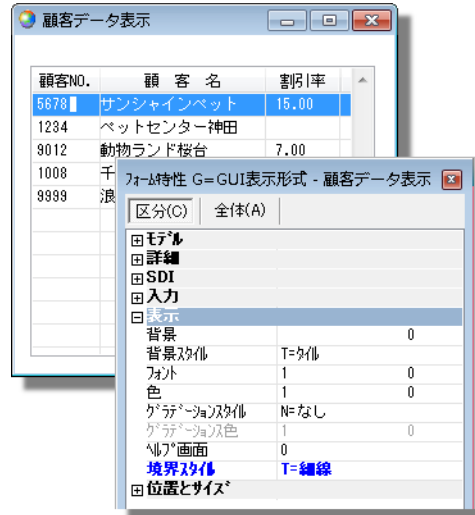 顧客データ表示
顧客NO. 顧 客 名 割引率
5678 サンシャインペット 15.00
1234 ペットセンター神田
9012 動物ランド桜台 7.00
1008 千
9999 浪
フォーム特性 G=GUI表示形式 - 顧客データ表示
区分(C) 全体(A)
モデル
詳細
SDI
入力
表示
背景 0
背景スタイル T=タイル
フォント 1 0
色 1 0
グラデーションスタイル N=なし
グラデーション色 1 0
ヘルプ画面 0
境界スタイル T=細線
位置とサイズ